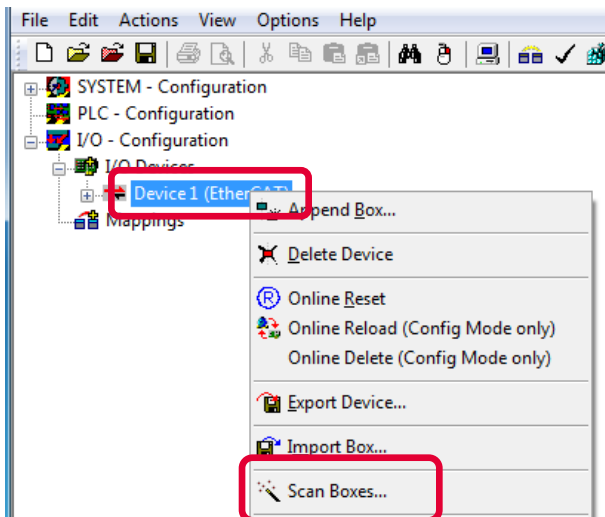 File Edit Actions View Options Help
SYSTEM - Configuration
PLC - Configuration
I/O - Configuration
I/O Devices
Device 1 (EtherCAT)
Mappings
Append Box...
Delete Device
Online Reset
Online Reload (Config Mode only)
Online Delete (Config Mode only)
Export Device...
Import Box...
Scan Boxes...